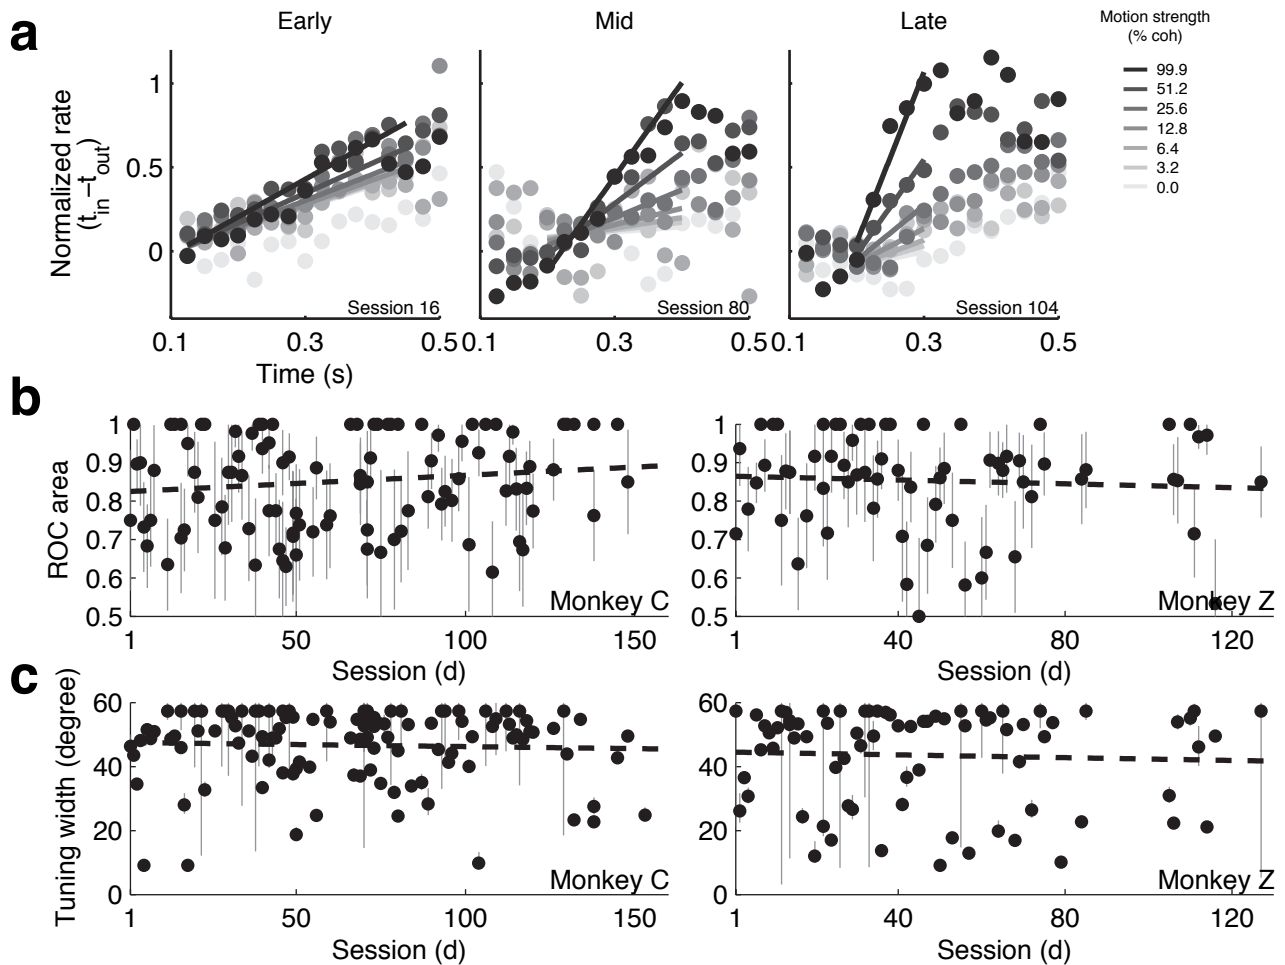 a
Early
Mid
Late
Motion strength
(% coh)
99.9
51.2
25.6
12.8
6.4
3.2
0.0
Normalized rate
(tin–tout)
1
0.5
0
Session 16
Session 80
Session 104
0.1 0.3 0.5 0.1 0.3 0.5 0.1 0.3 0.5
Time (s)
b
ROC area
1
0.9
0.8
0.7
0.6
0.5
Monkey C
1 50 100 150
Session (d)
1
0.9
0.8
0.7
0.6
0.5
Monkey Z
1 40 80 120
Session (d)
c
Tuning width (degree)
60
40
20
0
Monkey C
1 50 100 150
Session (d)
60
40
20
0
Monkey Z
1 40 80 120
Session (d)